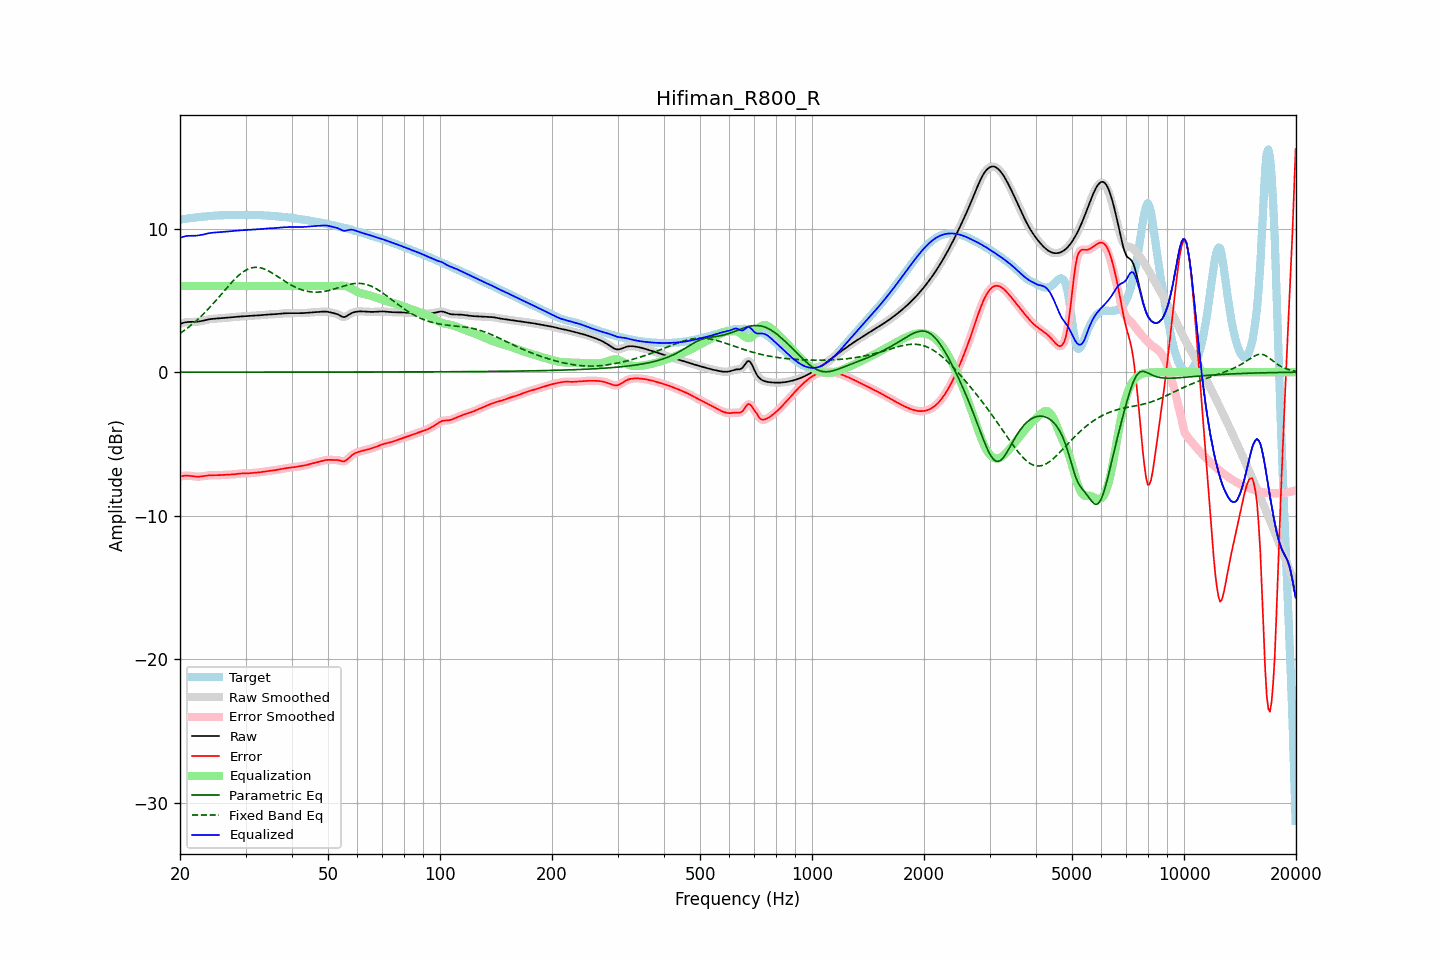 Hifiman_R800_R
Amplitude (dBr)
10
0
−10
−20
−30
Target
Raw Smoothed
Error Smoothed
Raw
Error
Equalization
Parametric Eq
Fixed Band Eq
Equalized
20 50 100 200 500 1000 2000 5000 10000 20000
Frequency (Hz)